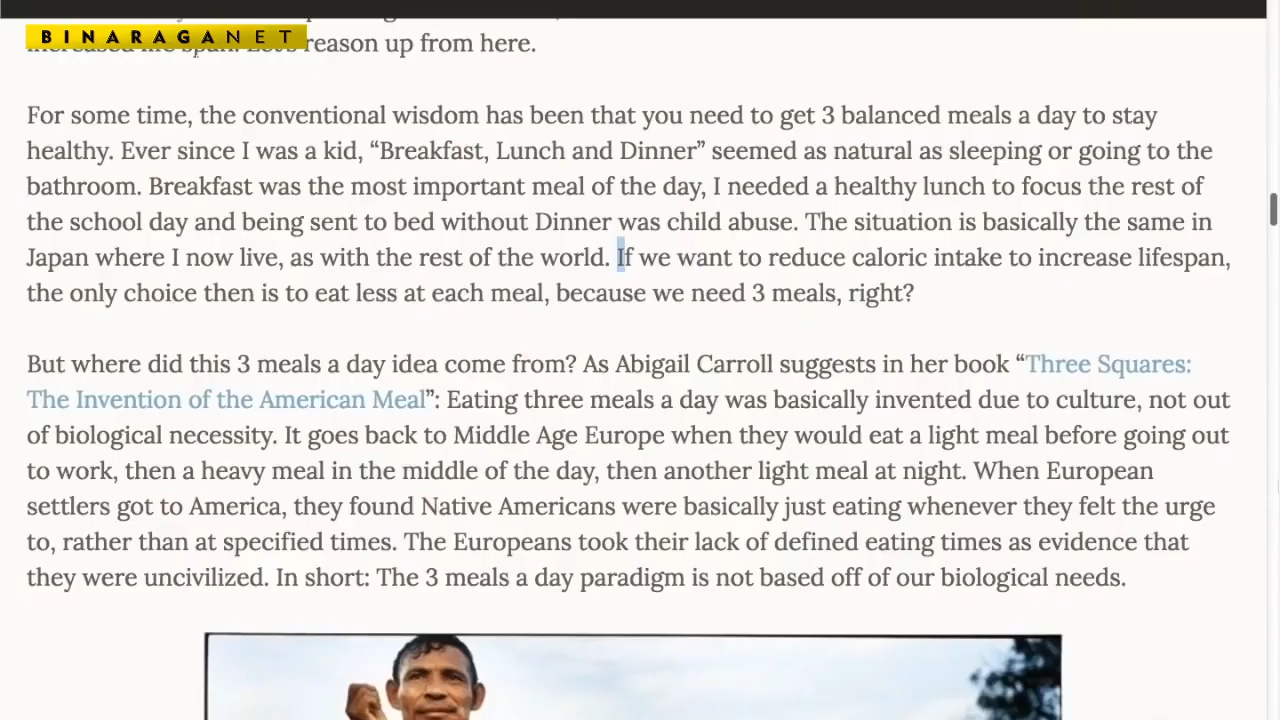 BINARAGANET
reason up from here.
For some time, the conventional wisdom has been that you need to get 3 balanced meals a day to stay
healthy. Ever since I was a kid, “Breakfast, Lunch and Dinner” seemed as natural as sleeping or going to the
bathroom. Breakfast was the most important meal of the day, I needed a healthy lunch to focus the rest of
the school day and being sent to bed without Dinner was child abuse. The situation is basically the same in
Japan where I now live, as with the rest of the world. If we want to reduce caloric intake to increase lifespan,
the only choice then is to eat less at each meal, because we need 3 meals, right?
But where did this 3 meals a day idea come from? As Abigail Carroll suggests in her book “Three Squares:
The Invention of the American Meal”: Eating three meals a day was basically invented due to culture, not out
of biological necessity. It goes back to Middle Age Europe when they would eat a light meal before going out
to work, then a heavy meal in the middle of the day, then another light meal at night. When European
settlers got to America, they found Native Americans were basically just eating whenever they felt the urge
to, rather than at specified times. The Europeans took their lack of defined eating times as evidence that
they were uncivilized. In short: The 3 meals a day paradigm is not based off of our biological needs.